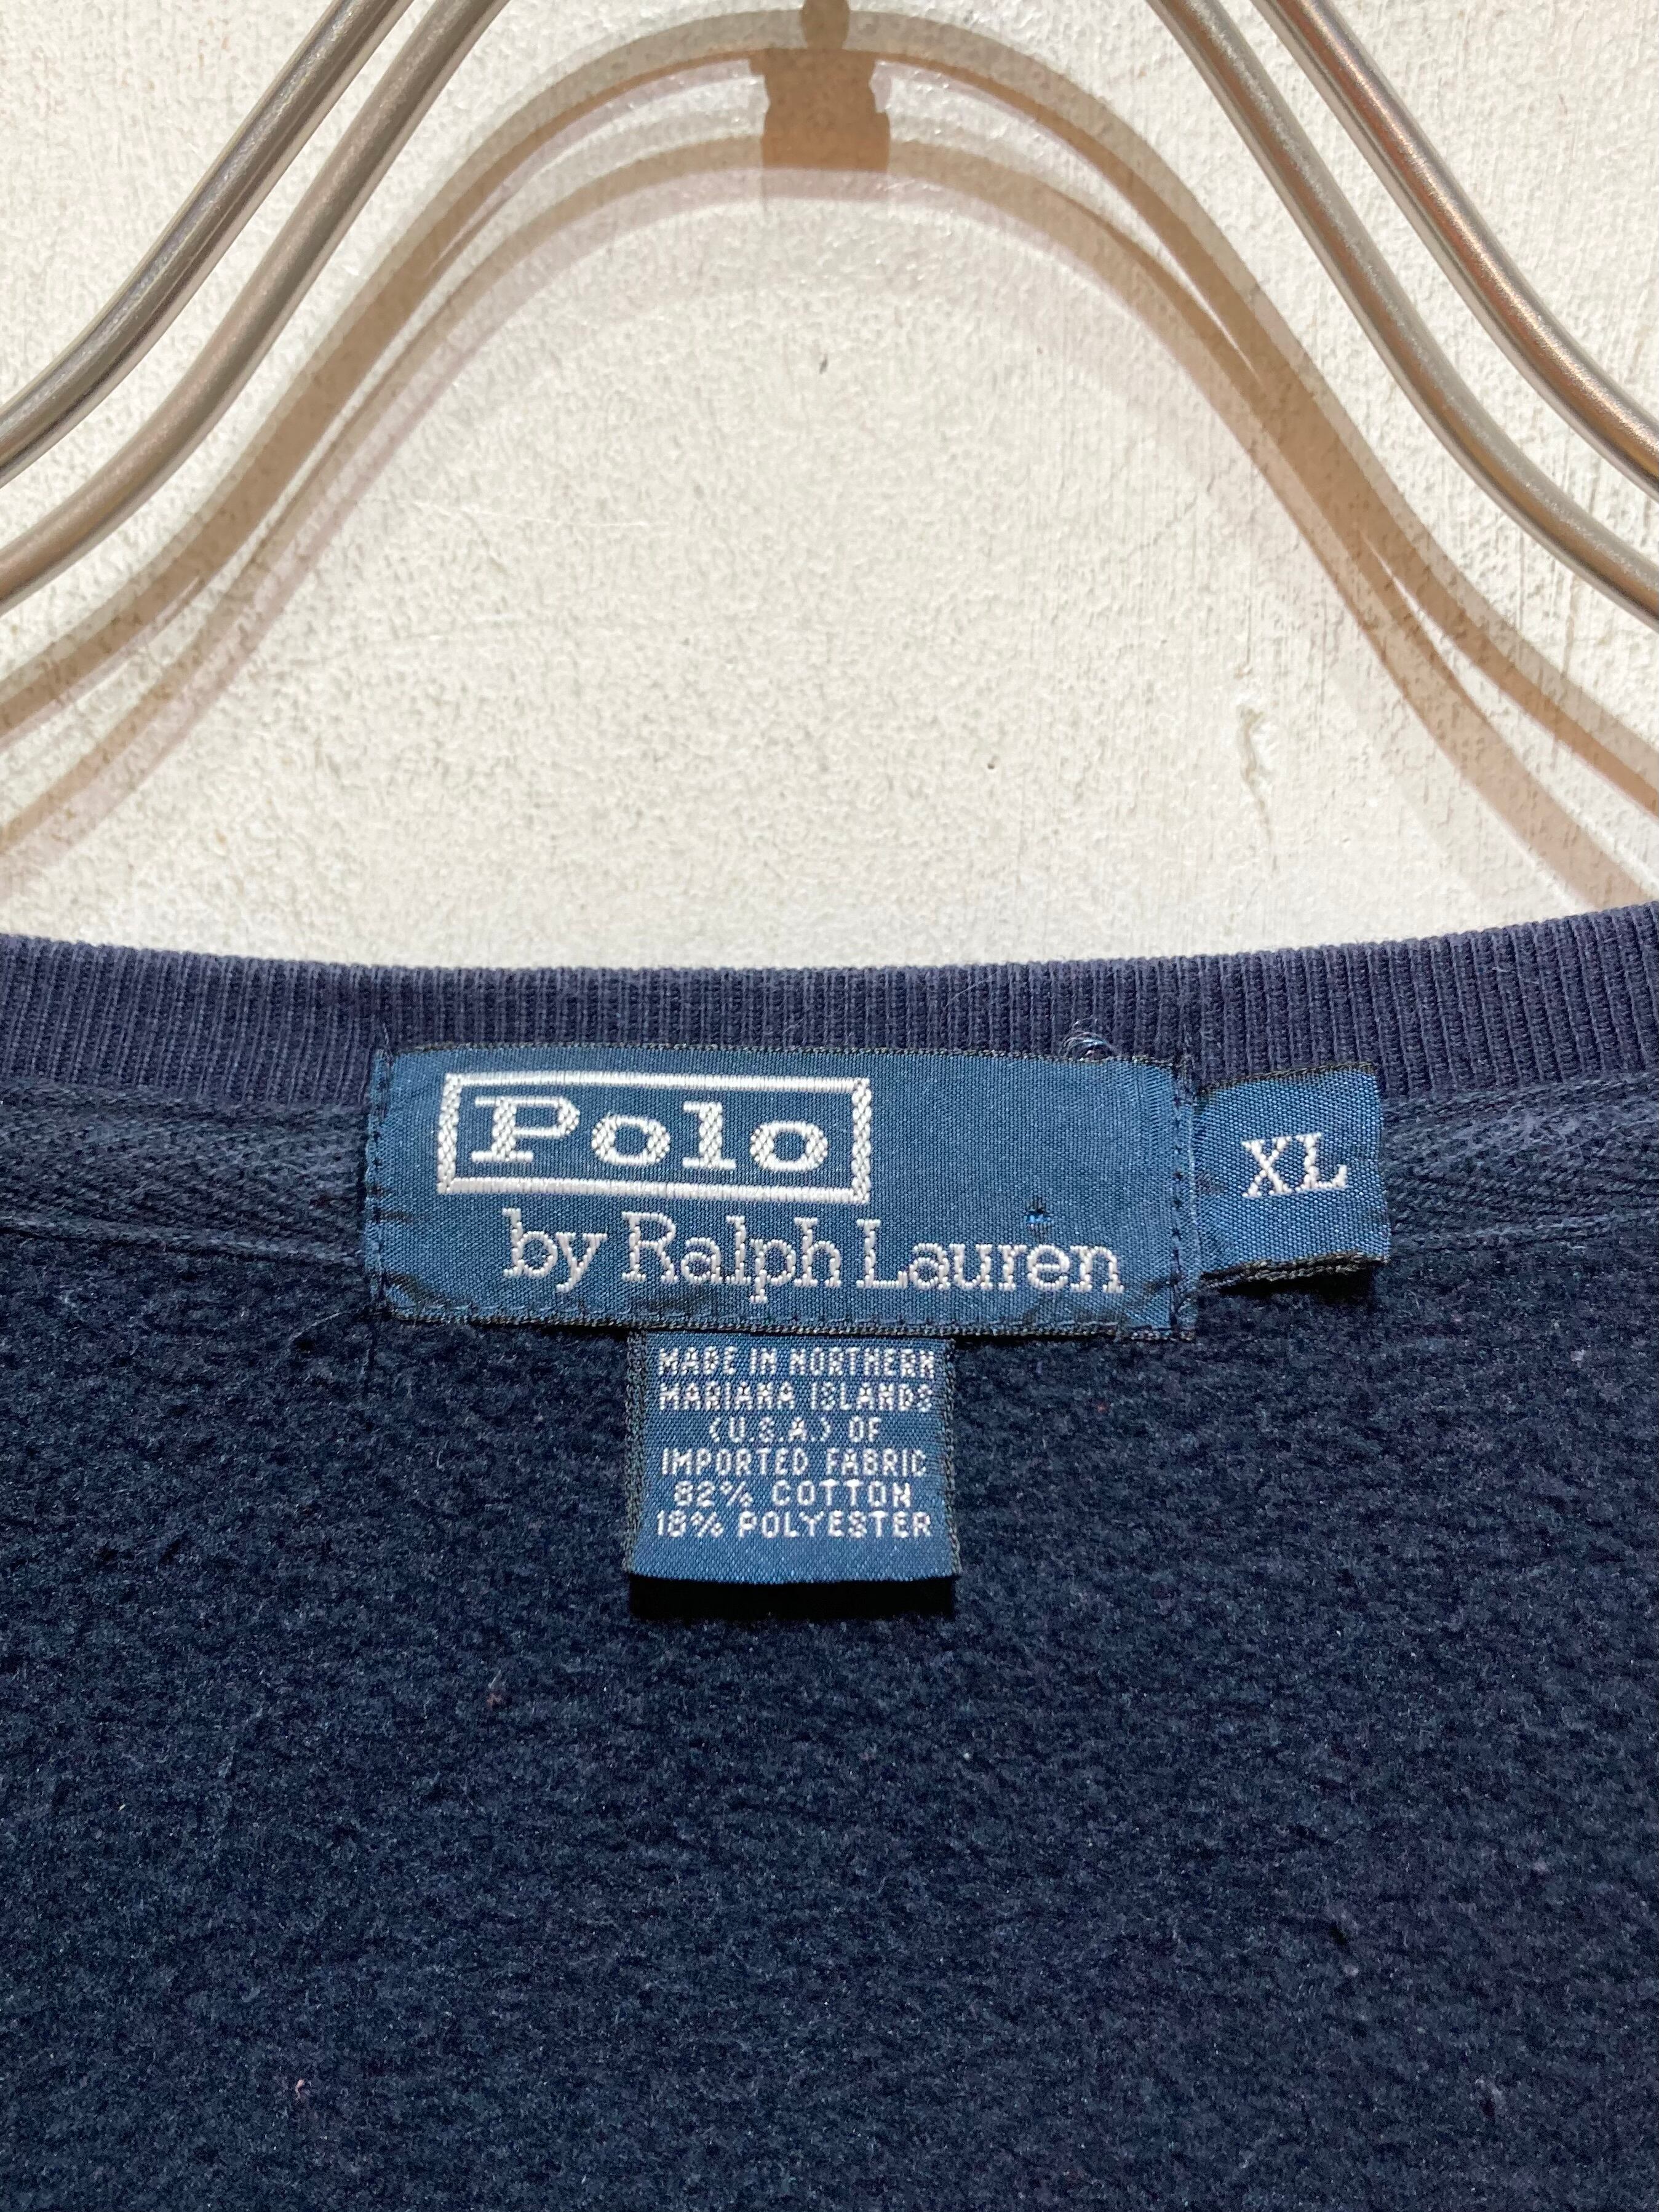 Polo
by Ralph Lauren
XL
MADE IN NORTHERN
MARIANA ISLANDS
(U.S.A.) OF
IMPORTED FABRIC
82% COTTON
18% POLYESTER